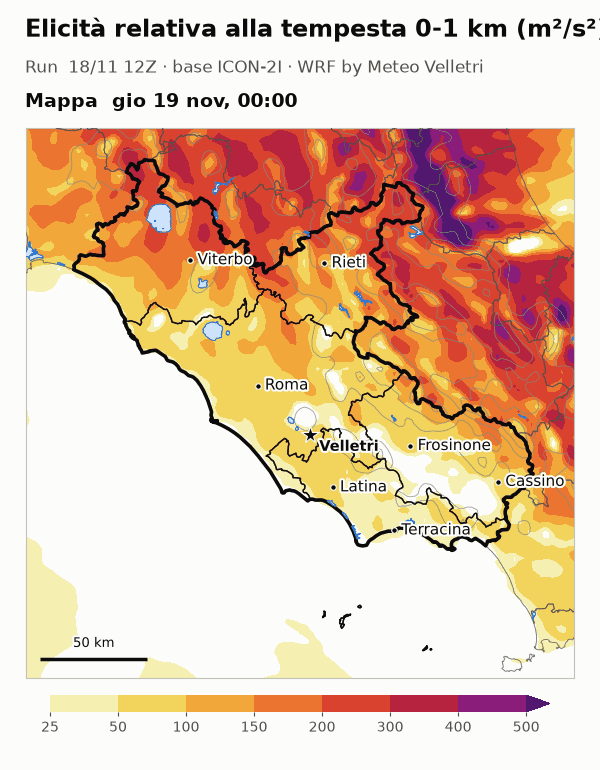 Elicità relativa alla tempesta 0-1 km (m²/s²)
Run 18/11 12Z · base ICON-2I · WRF by Meteo Velletri
Mappa gio 19 nov, 00:00
Viterbo
Rieti
Roma
Velletri
Frosinone
Cassino
Latina
Terracina
50 km
25 50 100 150 200 300 400 500